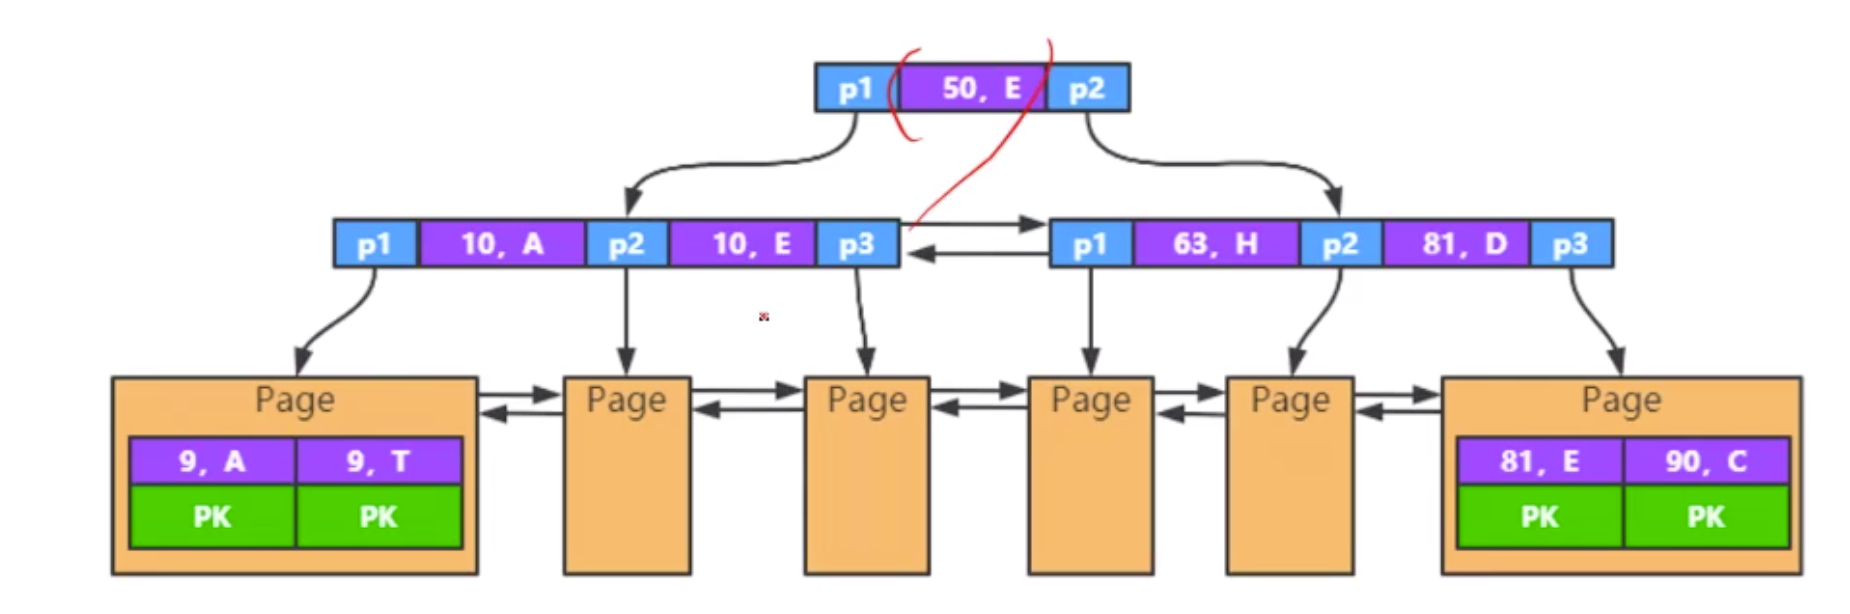 p1 50, E p2
p1 10, A p2 10, E p3 p1 63, H p2 81, D p3
Page Page Page Page Page Page
9, A 9, T 81, E 90, C
PK PK PK PK